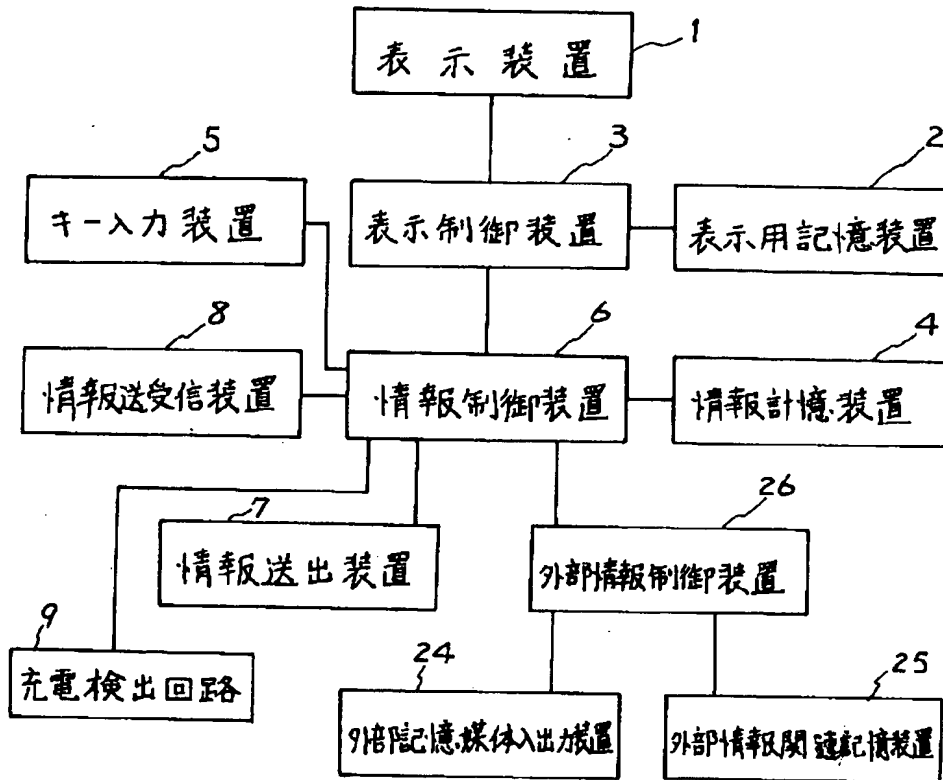 1
表示装置
5
3
2
キー入力装置
表示制御装置
表示用記憶装置
8
6
4
情報送受信装置
情報制御装置
情報計憶装置
7
26
情報送出装置
外部情報制御装置
9
24
25
充電検出回路
外部記憶媒体入出力装置
外部情報関連記憶装置